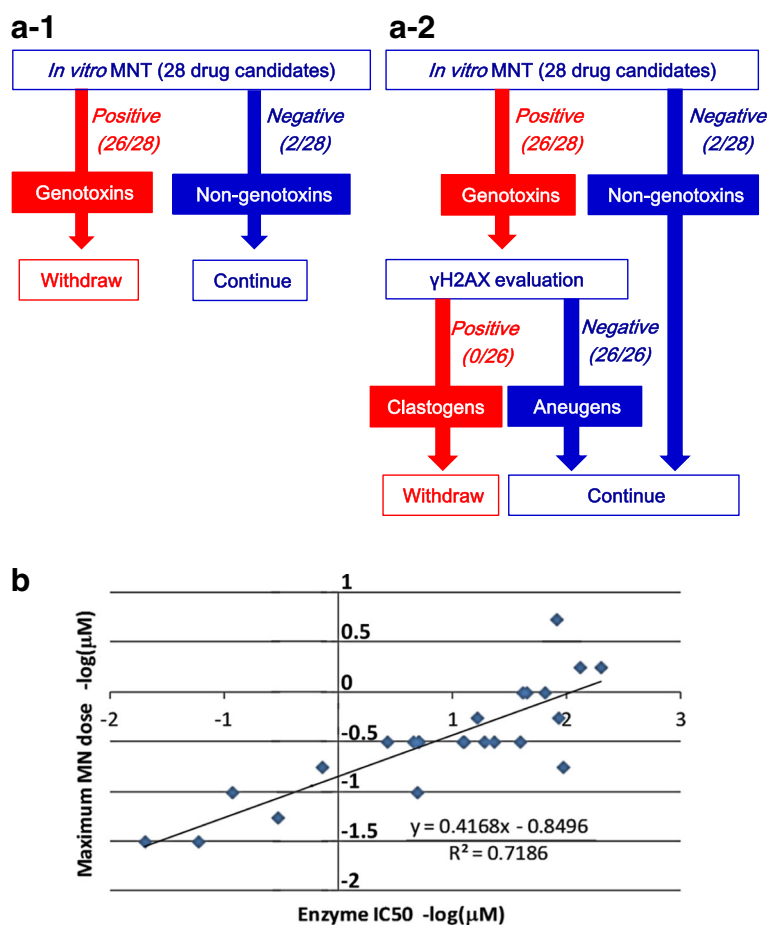 a-1
In vitro MNT (28 drug candidates)
Positive
(26/28)
Negative
(2/28)
Genotoxins
Non-genotoxins
Withdraw
Continue
a-2
In vitro MNT (28 drug candidates)
Positive
(26/28)
Negative
(2/28)
Genotoxins
Non-genotoxins
γH2AX evaluation
Positive
(0/26)
Negative
(26/26)
Clastogens
Aneugens
Withdraw
Continue
b
Maximum MN dose -log(μM)
1
0.5
0
-0.5
-1
-1.5
-2
-2 -1 1 2 3
y = 0.4168x - 0.8496
R² = 0.7186
Enzyme IC50 -log(μM)